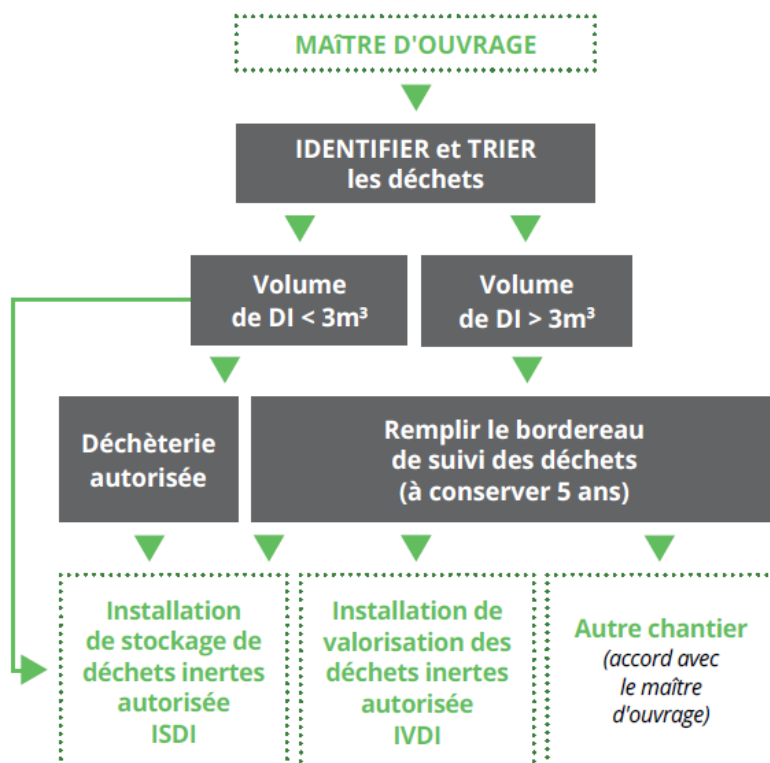 MAîTRE D'OUVRAGE
IDENTIFIER et TRIER
les déchets
Volume
de DI < 3m³
Volume
de DI > 3m³
Déchèterie
autorisée
Remplir le bordereau
de suivi des déchets
(à conserver 5 ans)
Installation
de stockage de
déchets inertes
autorisée
ISDI
Installation de
valorisation des
déchets inertes
autorisée
IVDI
Autre chantier
(accord avec
le maître
d'ouvrage)